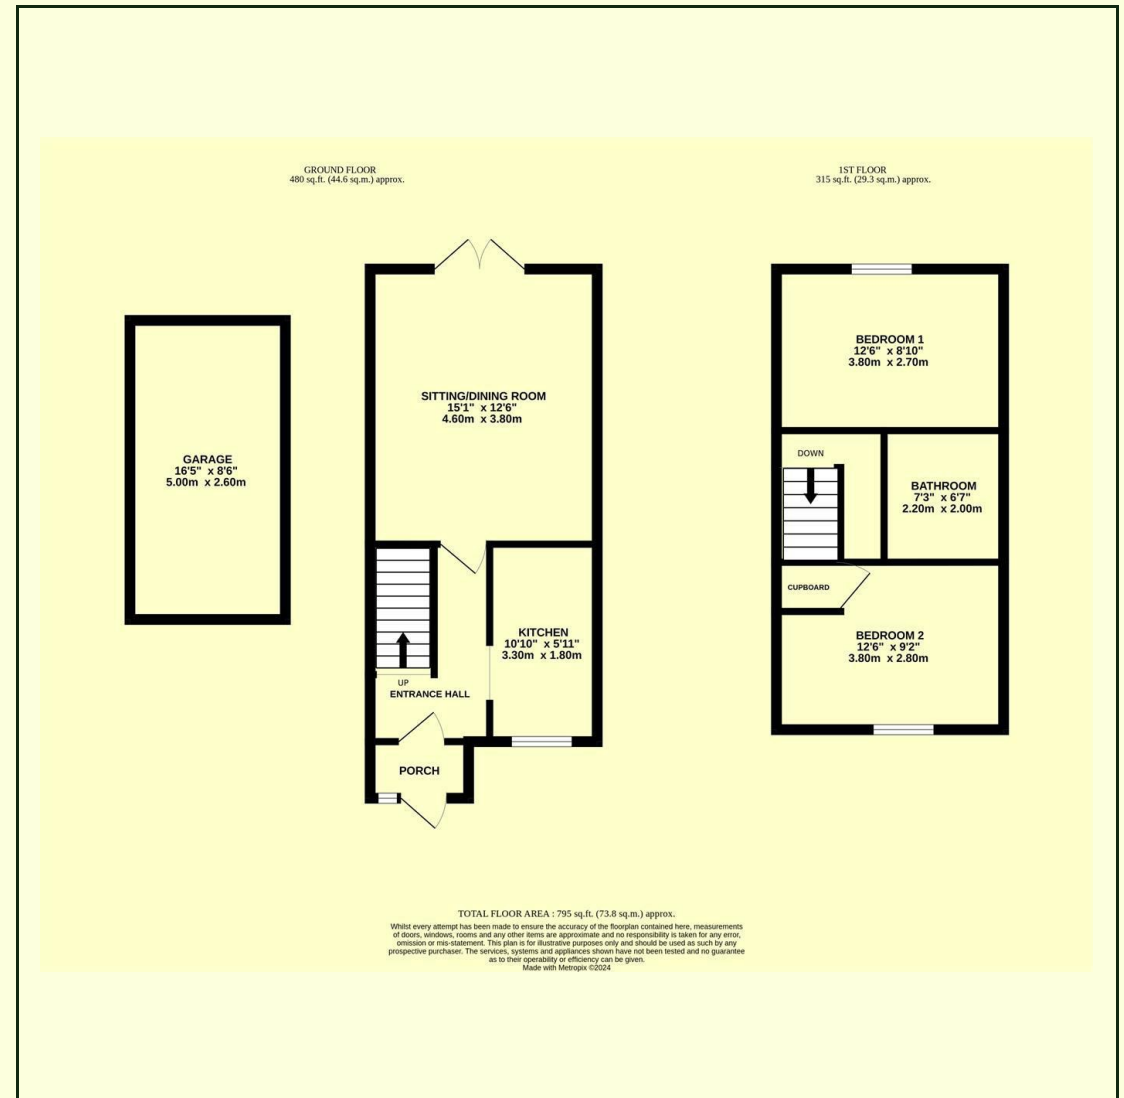 GROUND FLOOR
480 sq.ft. (44.6 sq.m.) approx.
1ST FLOOR
315 sq.ft. (29.3 sq.m.) approx.
GARAGE
16'5" x 8'6"
5.00m x 2.60m
SITTING/DINING ROOM
15'1" x 12'6"
4.60m x 3.80m
KITCHEN
10'10" x 5'11"
3.30m x 1.80m
UP
ENTRANCE HALL
PORCH
BEDROOM 1
12'6" x 8'10"
3.80m x 2.70m
DOWN
BATHROOM
7'3" x 6'7"
2.20m x 2.00m
CUPBOARD
BEDROOM 2
12'6" x 9'2"
3.80m x 2.80m
TOTAL FLOOR AREA : 795 sq.ft. (73.8 sq.m.) approx.
Whilst every attempt has been made to ensure the accuracy of the floorplan contained here, measurements
of doors, windows, rooms and any other items are approximate and no responsibility is taken for any error,
omission or mis-statement. This plan is for illustrative purposes only and should be used as such by any
prospective purchaser. The services, systems and appliances shown have not been tested and no guarantee
as to their operability or efficiency can be given.
Made with Metropix ©2024